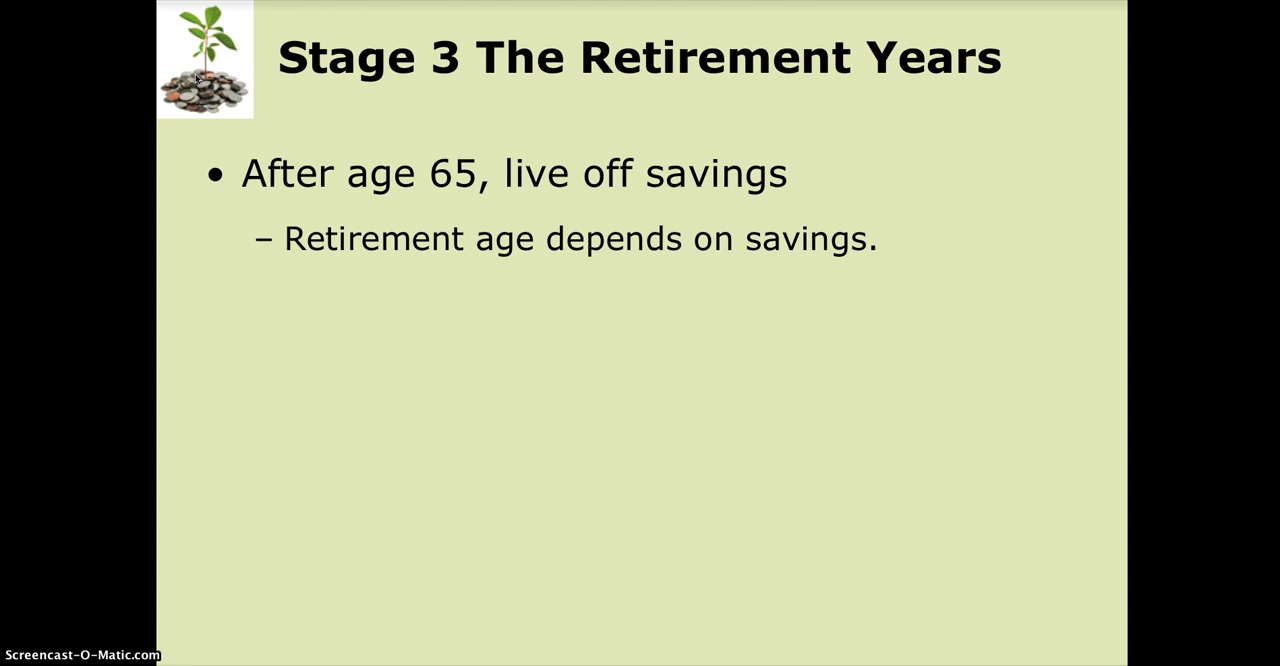 Stage 3 The Retirement Years
• After age 65, live off savings
– Retirement age depends on savings.
Screencast-O-Matic.com